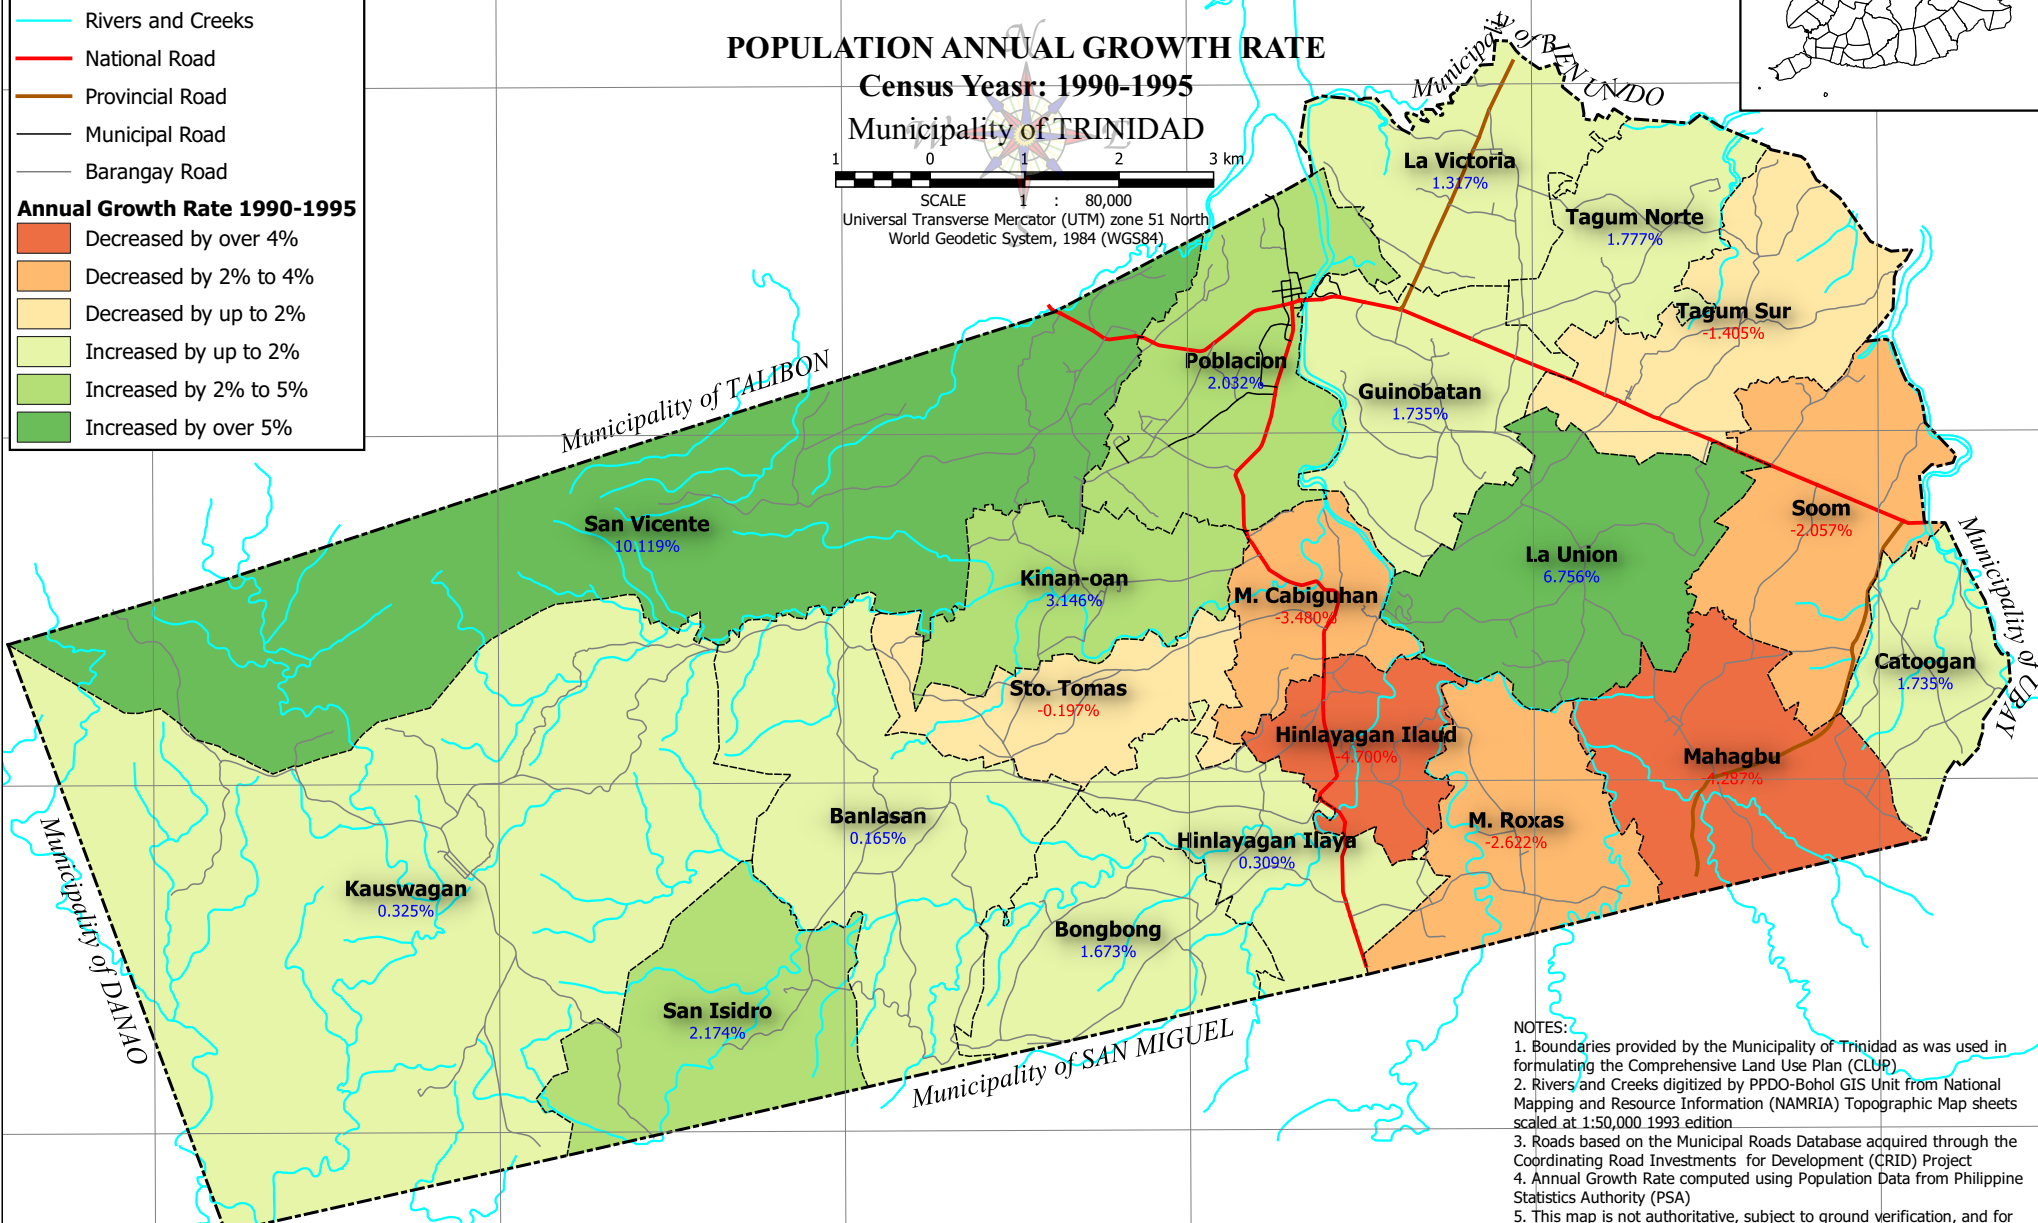 Rivers and Creeks
National Road
Provincial Road
Municipal Road
Barangay Road
Annual Growth Rate 1990-1995
Decreased by over 4%
Decreased by 2% to 4%
Decreased by up to 2%
Increased by up to 2%
Increased by 2% to 5%
Increased by over 5%
POPULATION ANNUAL GROWTH RATE
Census Yeasr: 1990-1995
Municipality of TRINIDAD
N
W
E
S
1 0 1 2 3 km
SCALE 1 : 80,000
Universal Transverse Mercator (UTM) zone 51 North
World Geodetic System, 1984 (WGS84)
Municipality of BIEN UNIDO
Municipality of TALIBON
Municipality of UBAY
Municipality of DANAO
Municipality of SAN MIGUEL
La Victoria
1.317%
Tagum Norte
1.777%
Tagum Sur
-1.405%
Poblacion
2.032%
Guinobatan
1.735%
San Vicente
10.119%
Soom
-2.057%
La Union
6.756%
Kinan-oan
3.146%
M. Cabiguhan
-3.480%
Catoogan
1.735%
Sto. Tomas
-0.197%
Hinlayagan Ilaud
-4.700%
Mahagbu
-4.287%
Banlasan
0.165%
M. Roxas
-2.622%
Hinlayagan Ilaya
0.309%
Kauswagan
0.325%
Bongbong
1.673%
San Isidro
2.174%
NOTES:
1. Boundaries provided by the Municipality of Trinidad as was used in
formulating the Comprehensive Land Use Plan (CLUP)
2. Rivers and Creeks digitized by PPDO-Bohol GIS Unit from National
Mapping and Resource Information (NAMRIA) Topographic Map sheets
scaled at 1:50,000 1993 edition
3. Roads based on the Municipal Roads Database acquired through the
Coordinating Road Investments for Development (CRID) Project
4. Annual Growth Rate computed using Population Data from Philippine
Statistics Authority (PSA)
5. This map is not authoritative, subject to ground verification, and for